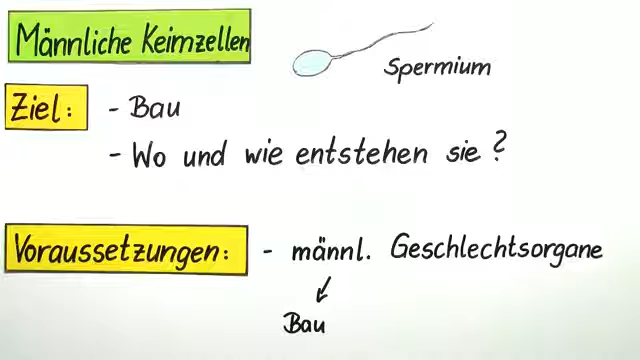 Männliche Keimzellen
Spermium
Ziel: - Bau
- Wo und wie entstehen sie?
Voraussetzungen: - männl. Geschlechtsorgane
Bau